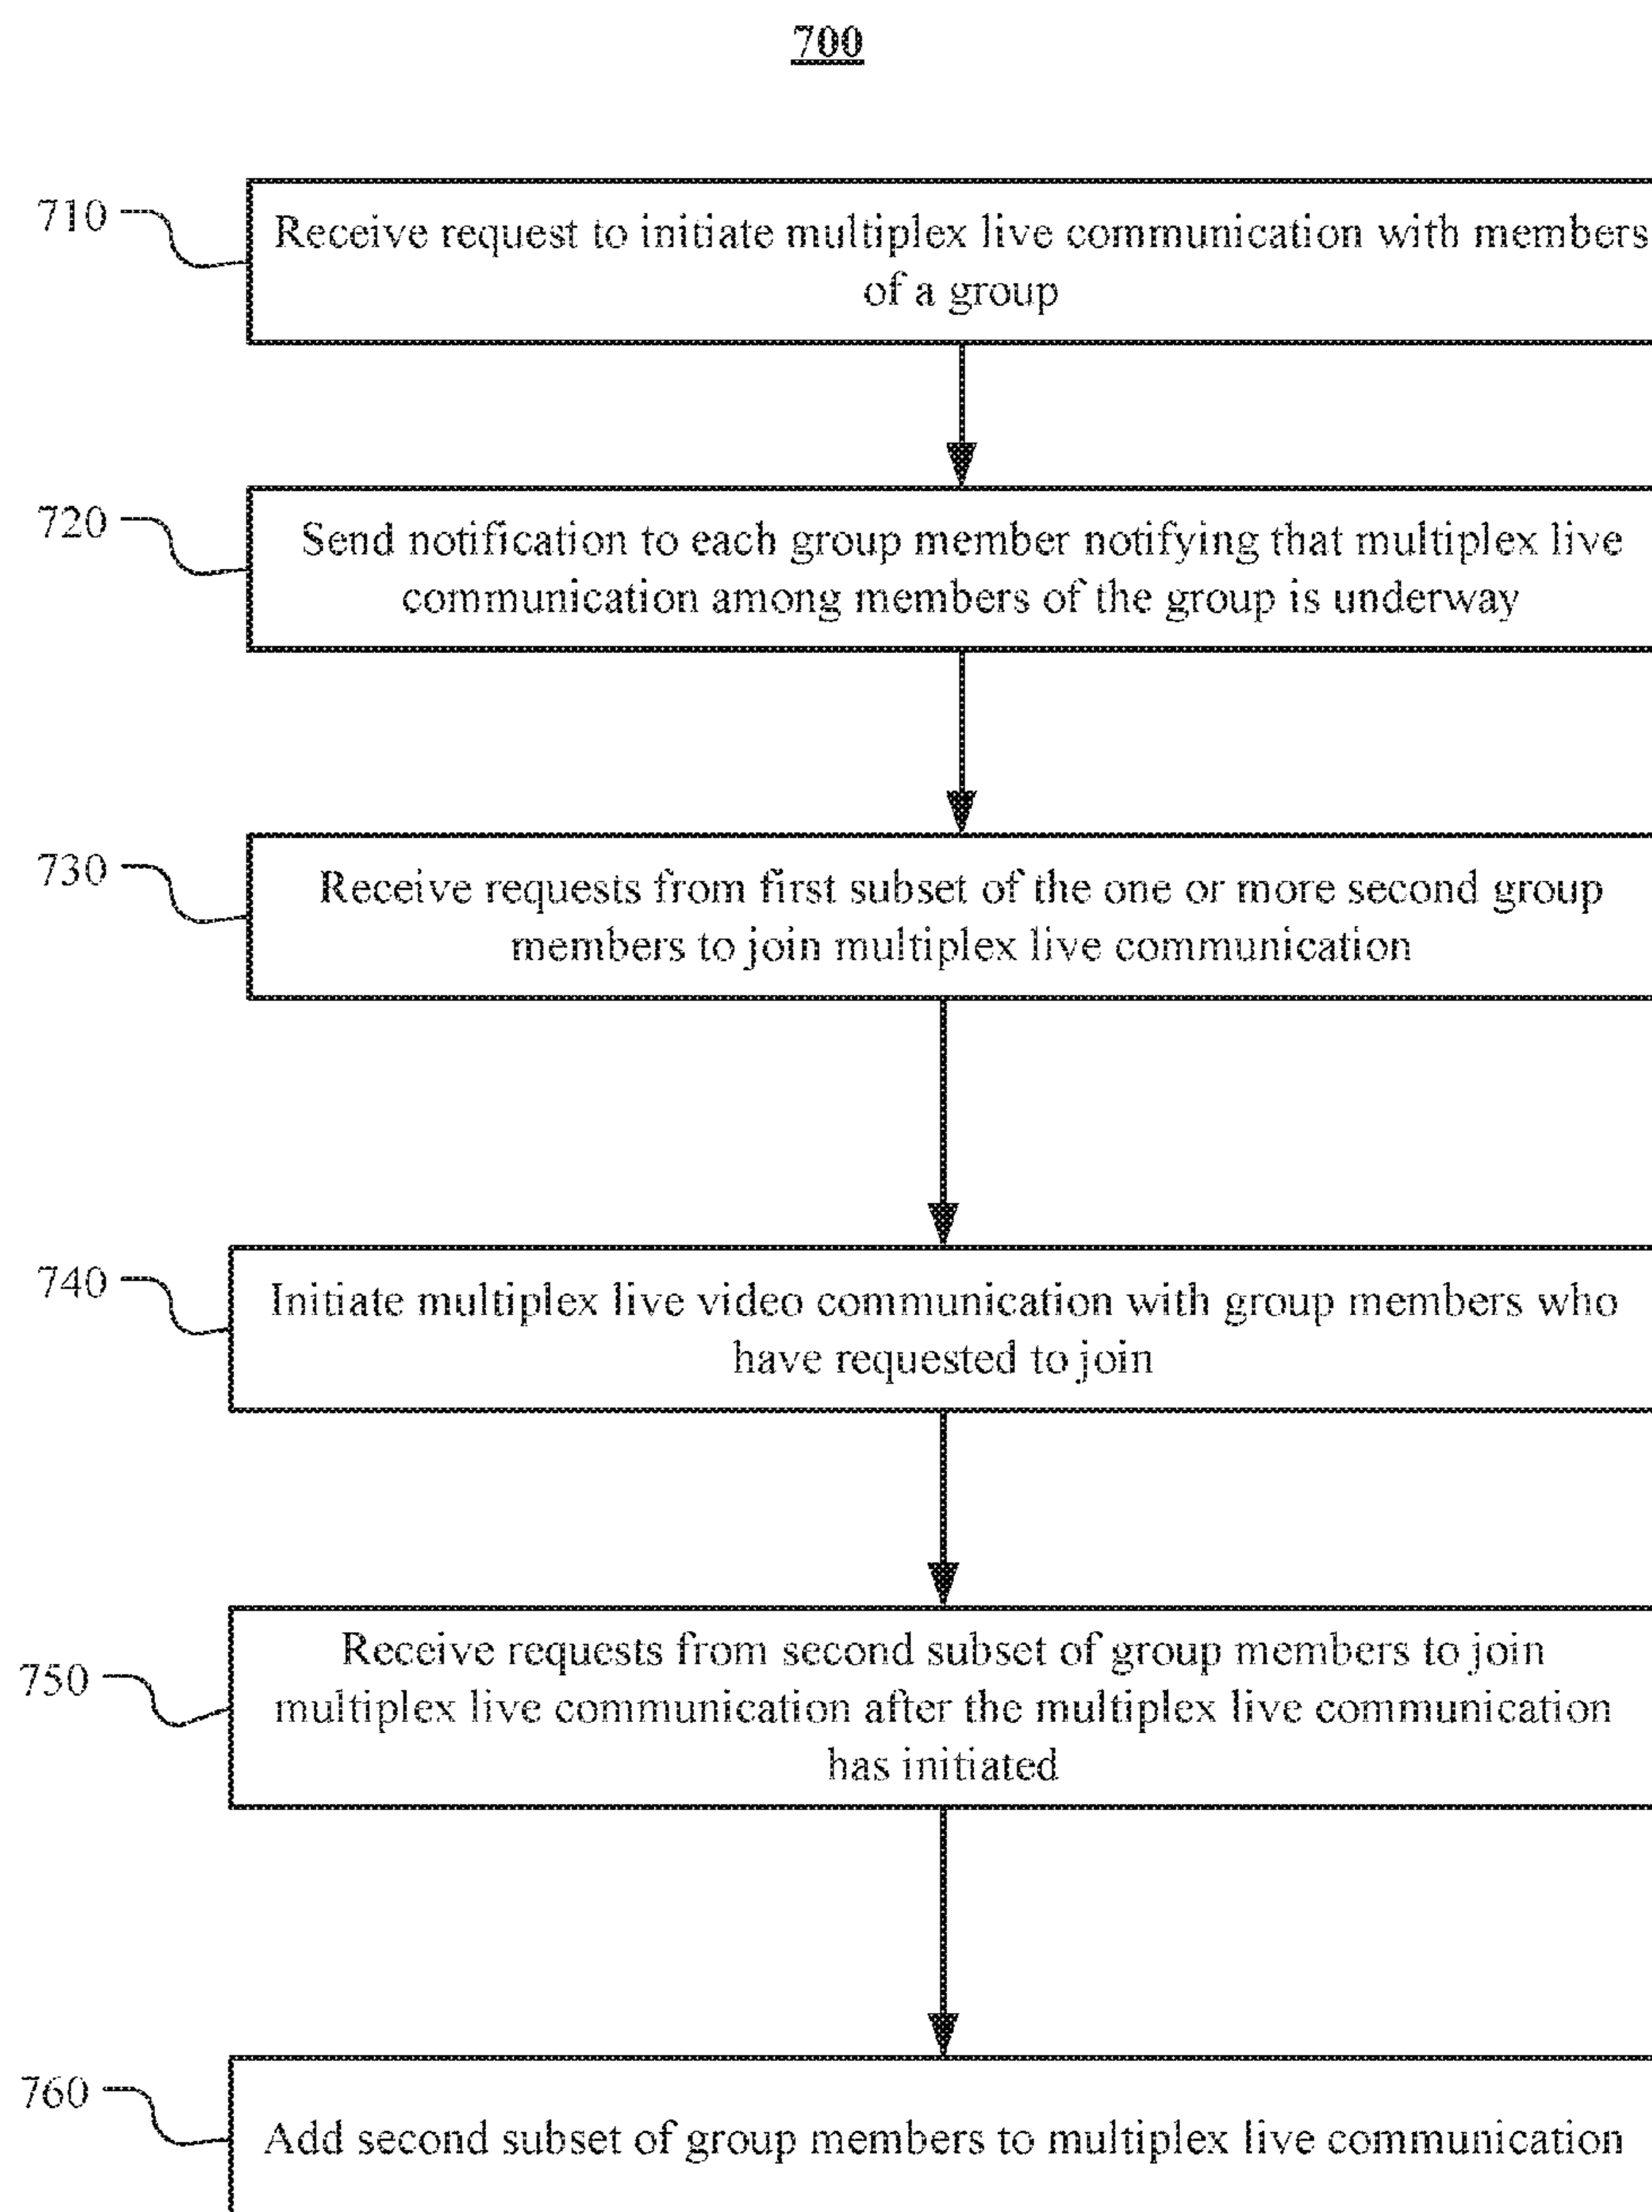 700
710
Receive request to initiate multiplex live communication with members
of a group
720
Send notification to each group member notifying that multiplex live
communication among members of the group is underway
730
Receive requests from first subset of the one or more second group
members to join multiplex live communication
740
Initiate multiplex live video communication with group members who
have requested to join
750
Receive requests from second subset of group members to join
multiplex live communication after the multiplex live communication
has initiated
760
Add second subset of group members to multiplex live communication